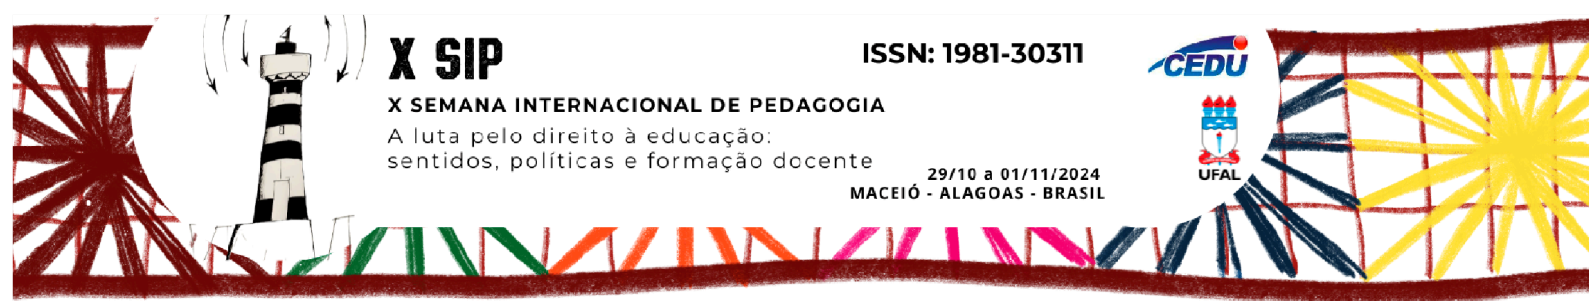 X SIP
X SEMANA INTERNACIONAL DE PEDAGOGIA
A luta pelo direito à educação:
sentidos, políticas e formação docente
ISSN: 1981-30311
29/10 a 01/11/2024
MACEIÓ - ALAGOAS - BRASIL
CEDU
UFAL